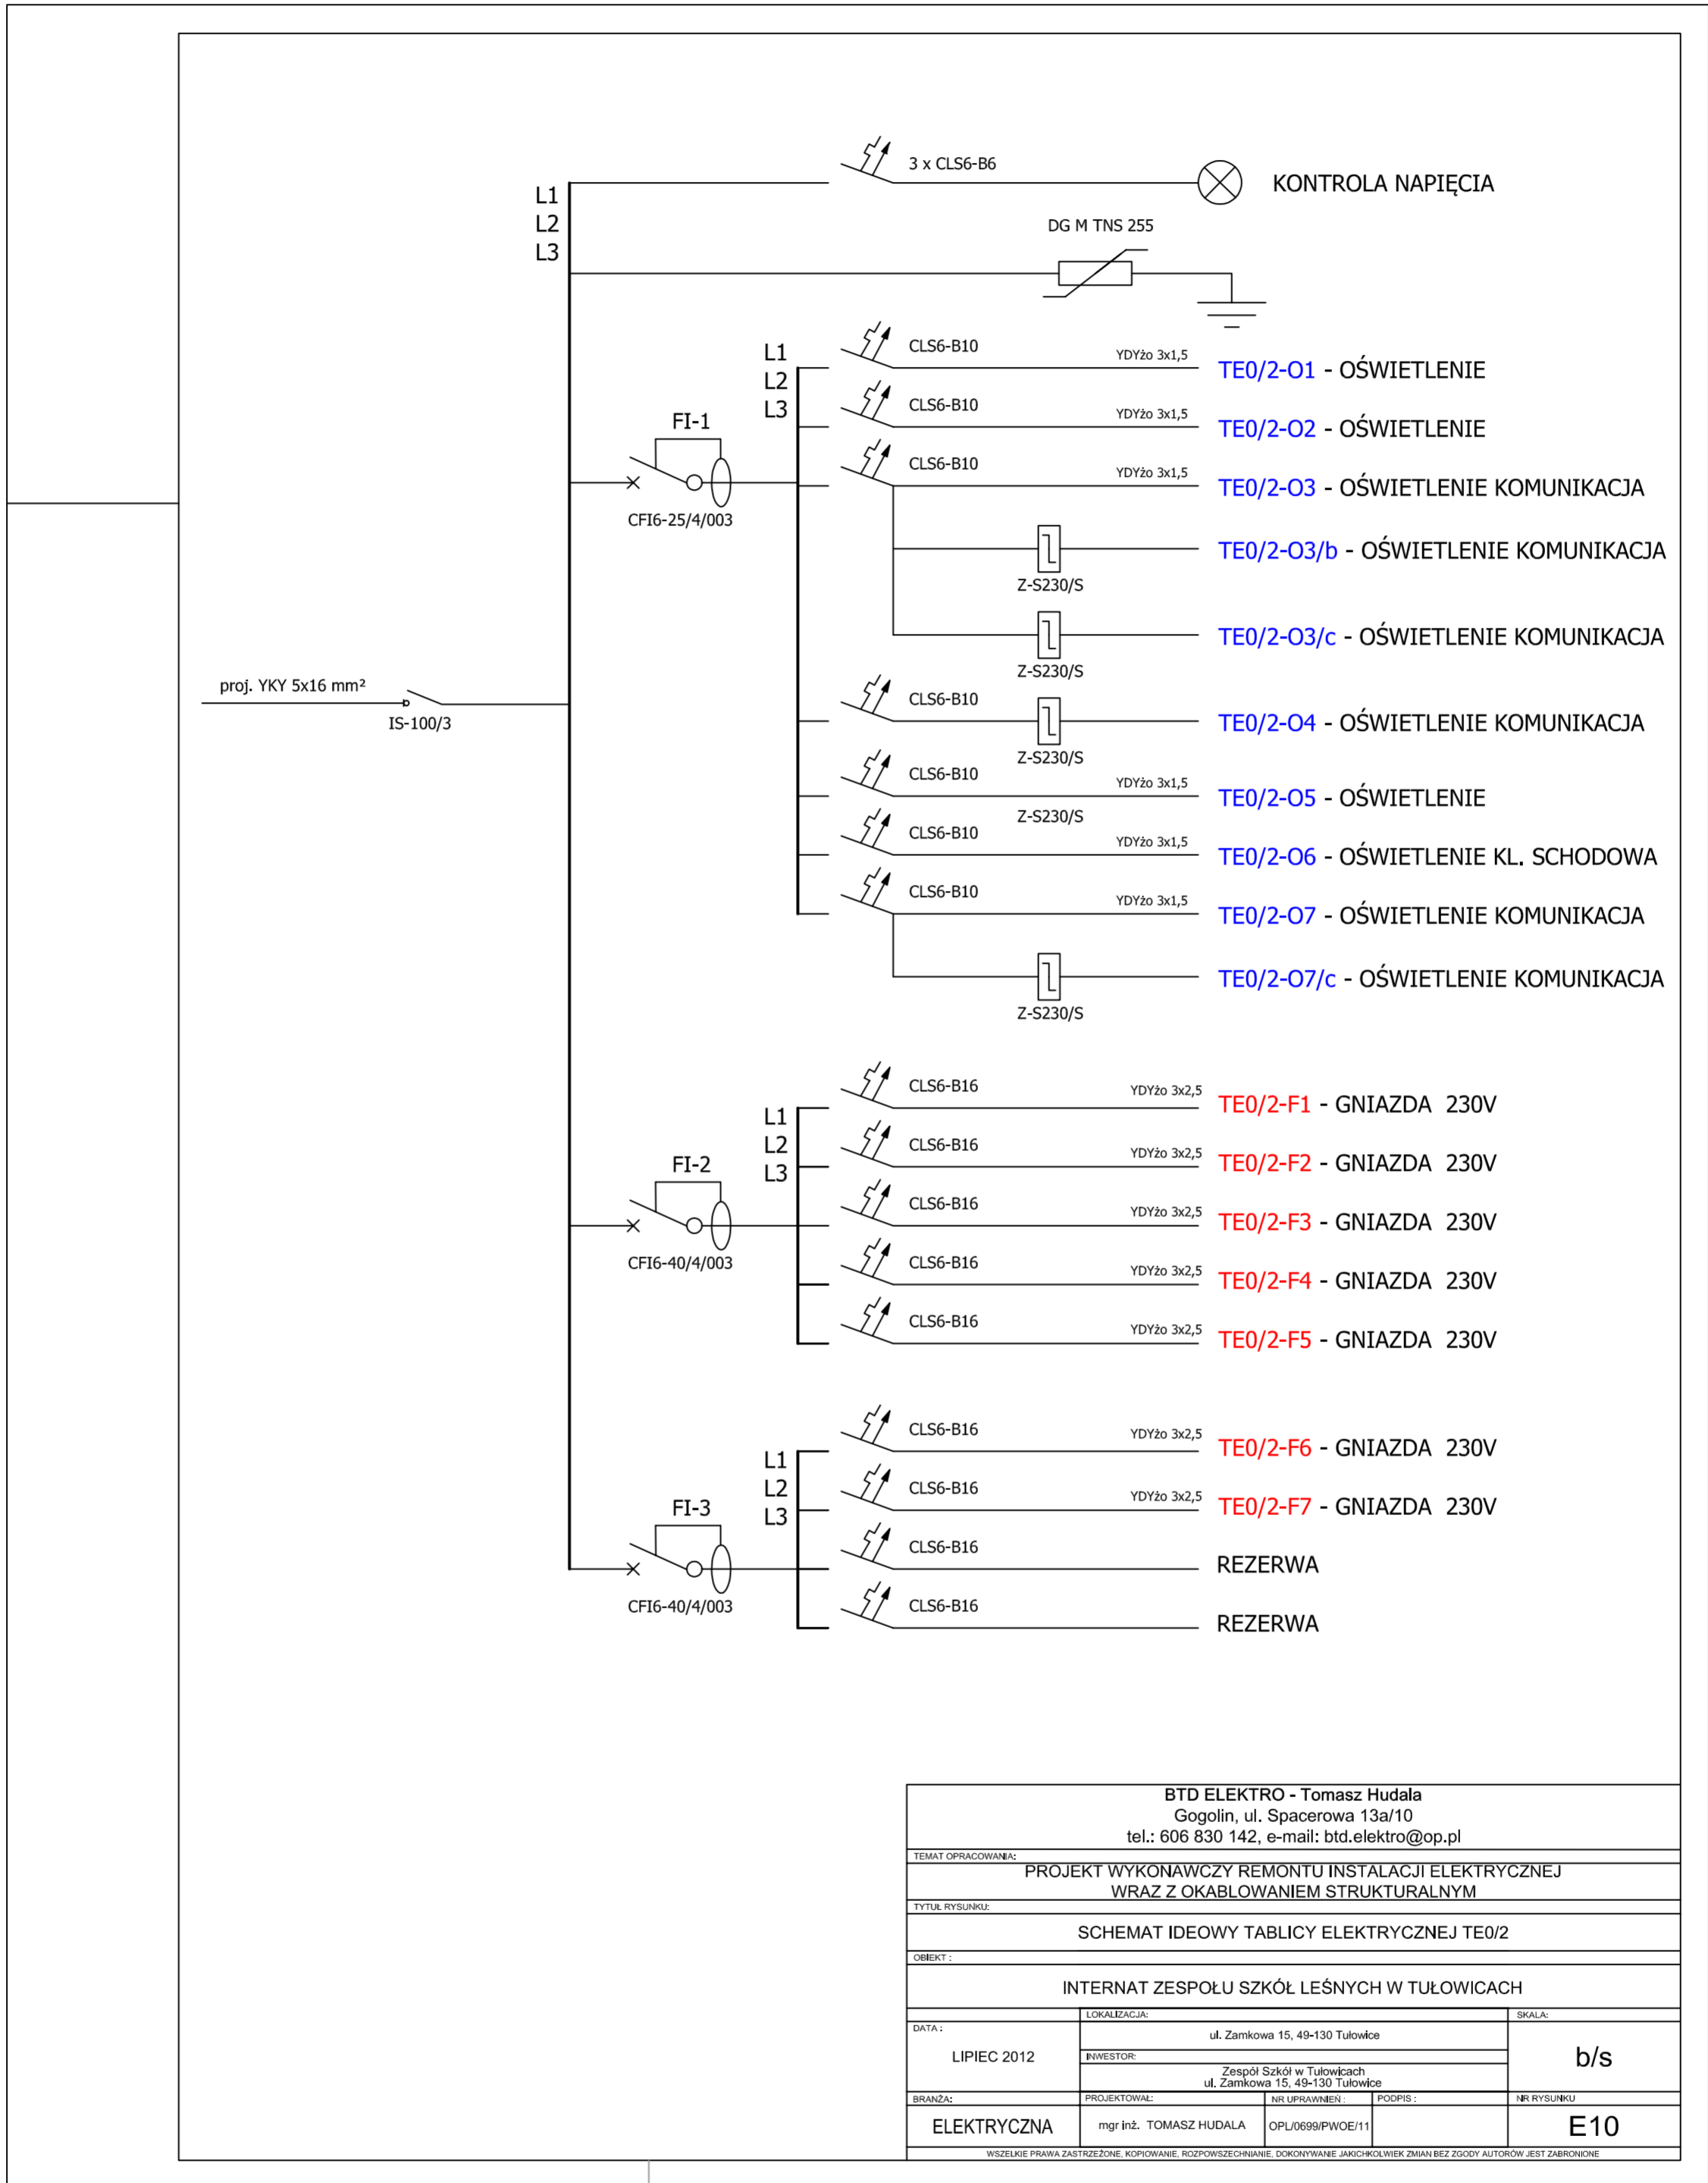 3 x CLS6-B6
KONTROLA NAPIĘCIA
L1
L2
L3
DG M TNS 255
L1
L2
L3
FI-1
CFI6-25/4/003
CLS6-B10
YDYżo 3x1,5
TE0/2-O1 - OŚWIETLENIE
CLS6-B10
YDYżo 3x1,5
TE0/2-O2 - OŚWIETLENIE
CLS6-B10
YDYżo 3x1,5
TE0/2-O3 - OŚWIETLENIE KOMUNIKACJA
Z-S230/S
TE0/2-O3/b - OŚWIETLENIE KOMUNIKACJA
Z-S230/S
TE0/2-O3/c - OŚWIETLENIE KOMUNIKACJA
proj. YKY 5x16 mm²
IS-100/3
CLS6-B10
Z-S230/S
TE0/2-O4 - OŚWIETLENIE KOMUNIKACJA
CLS6-B10
YDYżo 3x1,5
Z-S230/S
TE0/2-O5 - OŚWIETLENIE
CLS6-B10
YDYżo 3x1,5
TE0/2-O6 - OŚWIETLENIE KL. SCHODOWA
CLS6-B10
YDYżo 3x1,5
TE0/2-O7 - OŚWIETLENIE KOMUNIKACJA
Z-S230/S
TE0/2-O7/c - OŚWIETLENIE KOMUNIKACJA
L1
L2
L3
FI-2
CFI6-40/4/003
CLS6-B16
YDYżo 3x2,5
TE0/2-F1 - GNIAZDA 230V
CLS6-B16
YDYżo 3x2,5
TE0/2-F2 - GNIAZDA 230V
CLS6-B16
YDYżo 3x2,5
TE0/2-F3 - GNIAZDA 230V
CLS6-B16
YDYżo 3x2,5
TE0/2-F4 - GNIAZDA 230V
CLS6-B16
YDYżo 3x2,5
TE0/2-F5 - GNIAZDA 230V
L1
L2
L3
FI-3
CFI6-40/4/003
CLS6-B16
YDYżo 3x2,5
TE0/2-F6 - GNIAZDA 230V
CLS6-B16
YDYżo 3x2,5
TE0/2-F7 - GNIAZDA 230V
CLS6-B16
REZERWA
CLS6-B16
REZERWA
BTD ELEKTRO - Tomasz Hudala
Gogolin, ul. Spacerowa 13a/10
tel.: 606 830 142, e-mail: btd.elektro@op.pl
TEMAT OPRACOWANIA:
PROJEKT WYKONAWCZY REMONTU INSTALACJI ELEKTRYCZNEJ
WRAZ Z OKABLOWANIEM STRUKTURALNYM
TYTUŁ RYSUNKU:
SCHEMAT IDEOWY TABLICY ELEKTRYCZNEJ TE0/2
OBIEKT :
INTERNAT ZESPOŁU SZKÓŁ LEŚNYCH W TUŁOWICACH
DATA :
LIPIEC 2012
LOKALIZACJA:
ul. Zamkowa 15, 49-130 Tułowice
INWESTOR:
Zespół Szkół w Tułowicach
ul. Zamkowa 15, 49-130 Tułowice
SKALA:
b/s
BRANŻA:
ELEKTRYCZNA
PROJEKTOWAŁ:
mgr inż. TOMASZ HUDALA
NR UPRAWNIEŃ :
OPL/0699/PWOE/11
PODPIS :
NR RYSUNKU
E10
WSZELKIE PRAWA ZASTRZEŻONE, KOPIOWANIE, ROZPOWSZECHNIANIE, DOKONYWANIE JAKICHKOLWIEK ZMIAN BEZ ZGODY AUTORÓW JEST ZABRONIONE